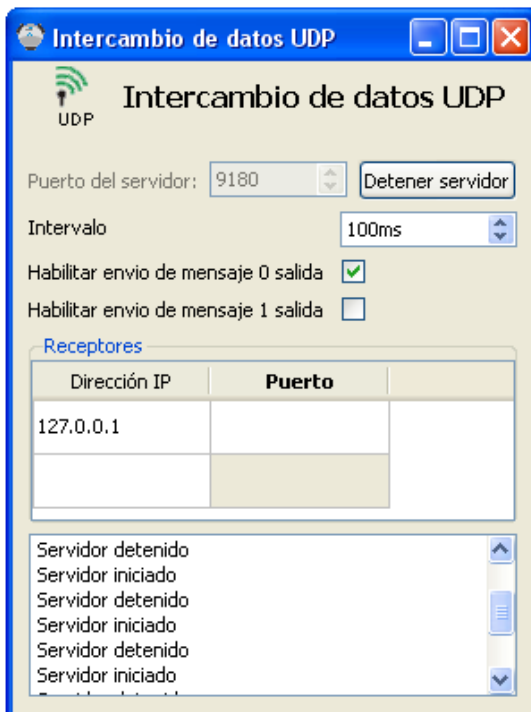 Intercambio de datos UDP
UDP
Intercambio de datos UDP
Puerto del servidor: 9180 Detener servidor
Intervalo 100ms
Habilitar envio de mensaje 0 salida
Habilitar envio de mensaje 1 salida
Receptores
Dirección IP Puerto
127.0.0.1
Servidor detenido
Servidor iniciado
Servidor detenido
Servidor iniciado
Servidor detenido
Servidor iniciado